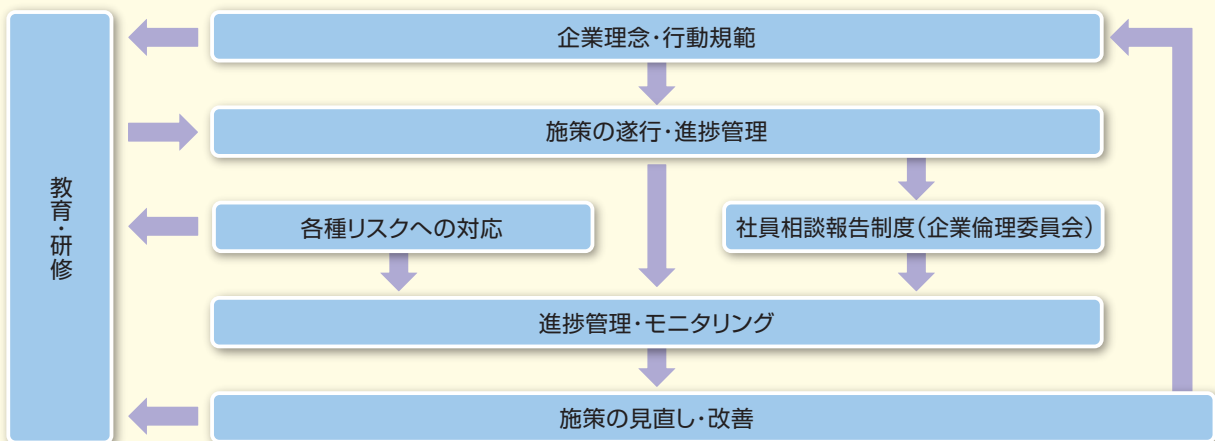 企業理念・行動規範
施策の遂行・進捗管理
教育・研修
各種リスクへの対応
社員相談報告制度（企業倫理委員会）
進捗管理・モニタリング
施策の見直し・改善